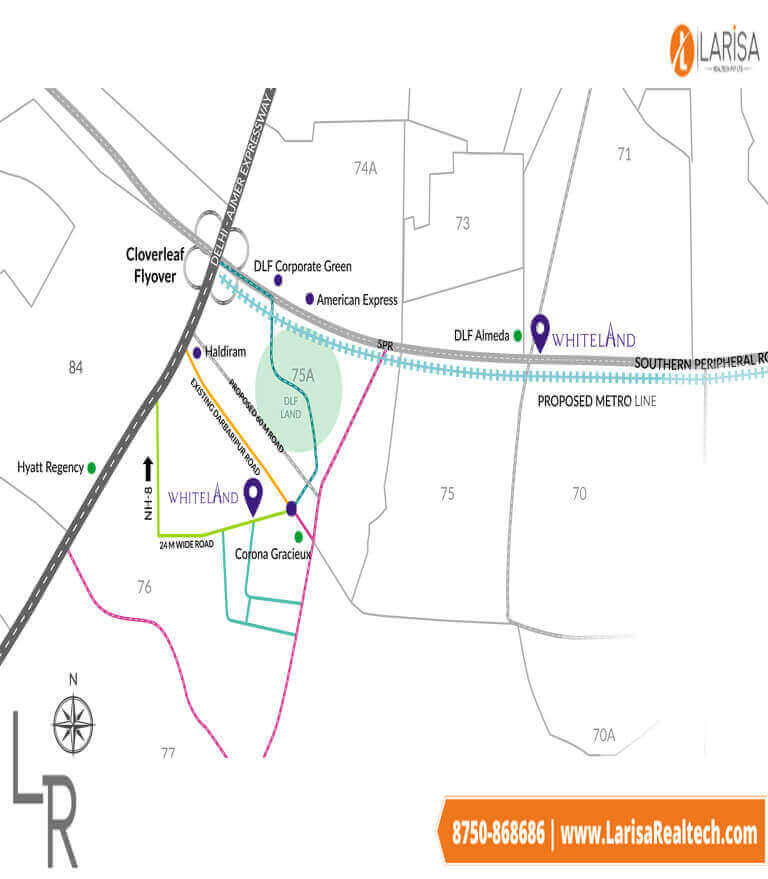 LARISA
REALTECH PVT LTD
DELHI - AJMER EXPRESSWAY
71
74A
73
Cloverleaf
Flyover
DLF Corporate Green
American Express
DLF Almeda
WHITELAND
SPR
SOUTHERN PERIPHERAL RO
Haldiram
84
75A
DLF
LAND
PROPOSED 60 M ROAD
EXISTING DARBARIPUR ROAD
PROPOSED METRO LINE
Hyatt Regency
NH-8
WHITELAND
75
70
24 M WIDE ROAD
Corona Gracieux
76
N
77
70A
LR
8750-868686 | www.LarisaRealtech.com